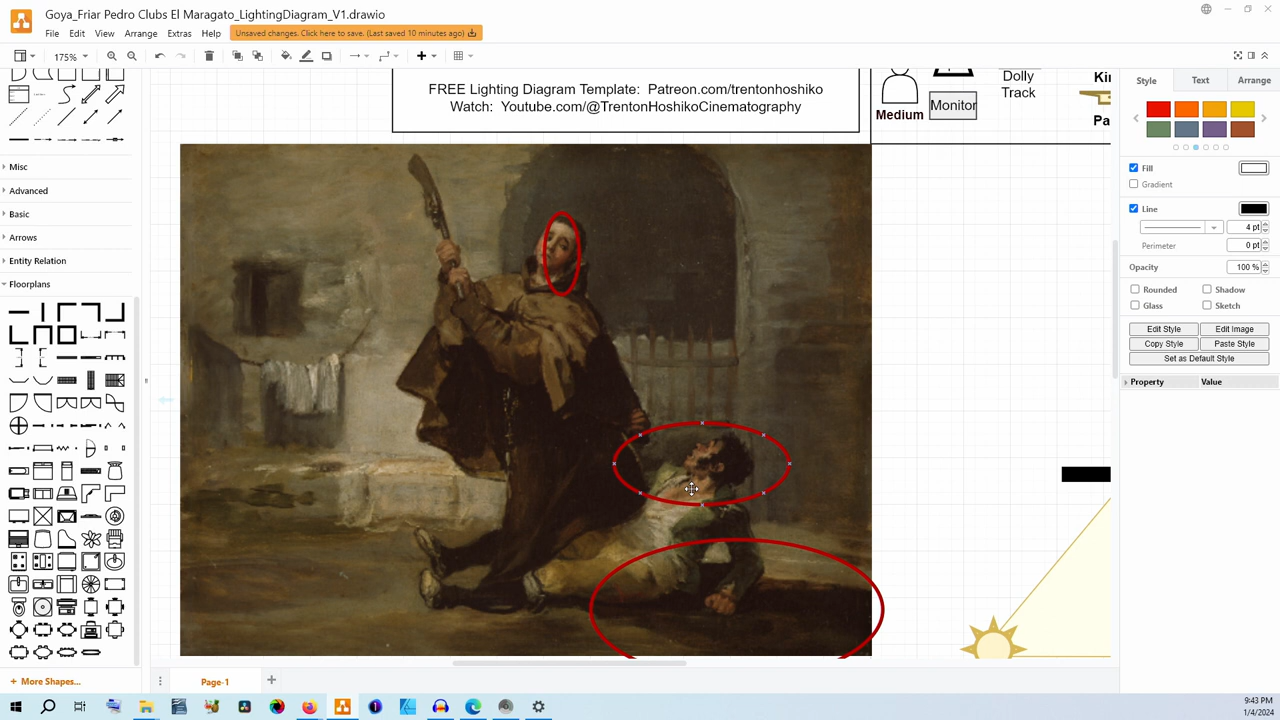 Goya_Friar Pedro Clubs El Maragato_LightingDiagram_V1.drawio
File Edit View Arrange Extras Help Unsaved changes. Click here to save. (Last saved 10 minutes ago)
175%
FREE Lighting Diagram Template: Patreon.com/trentonhoshiko
Watch: Youtube.com/@TrentonHoshikoCinematography
Medium
Monitor
Dolly
Track
Style Text Arrange
Misc
Advanced
Basic
Arrows
Entity Relation
Floorplans
Fill
Gradient
Line
4 pt
Perimeter 0 pt
Opacity 100 %
Rounded Shadow
Glass Sketch
Edit Style Edit Image
Copy Style Paste Style
Set as Default Style
Property Value
+ More Shapes...
Page-1
9:43 PM
1/4/2024